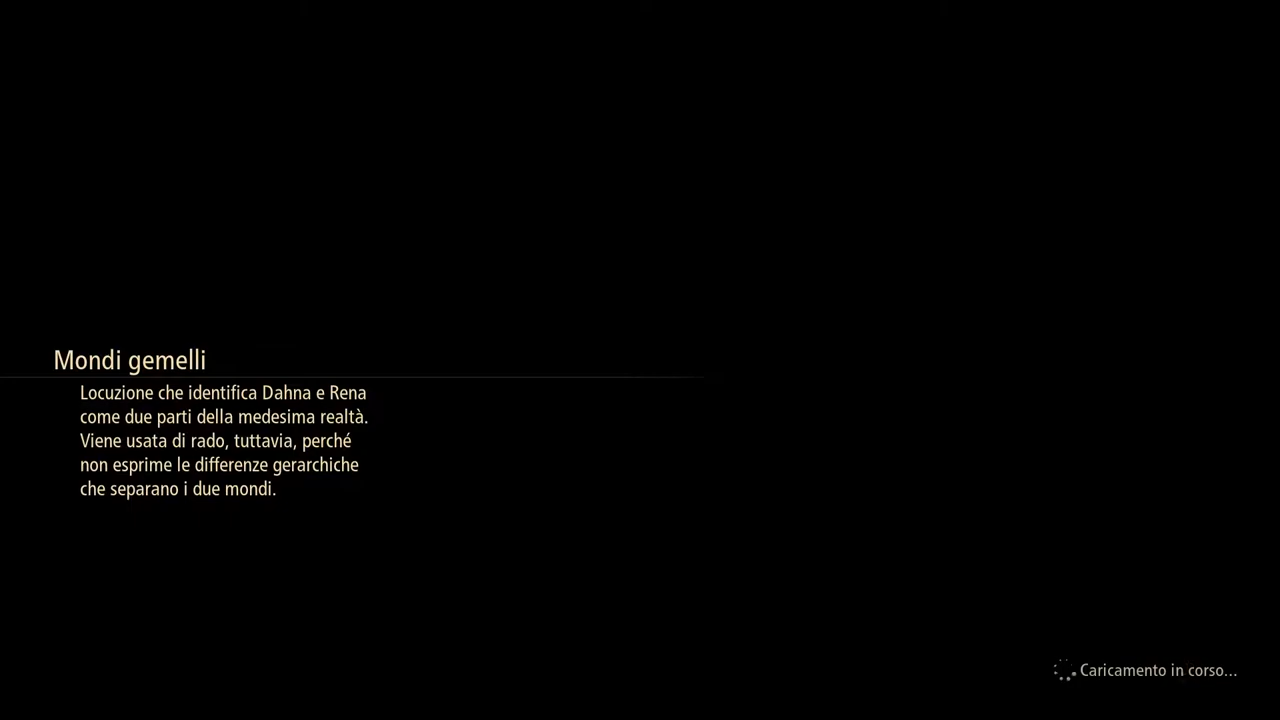 Mondi gemelli
Locuzione che identifica Dahna e Rena
come due parti della medesima realtà.
Viene usata di rado, tuttavia, perché
non esprime le differenze gerarchiche
che separano i due mondi.
Caricamento in corso...